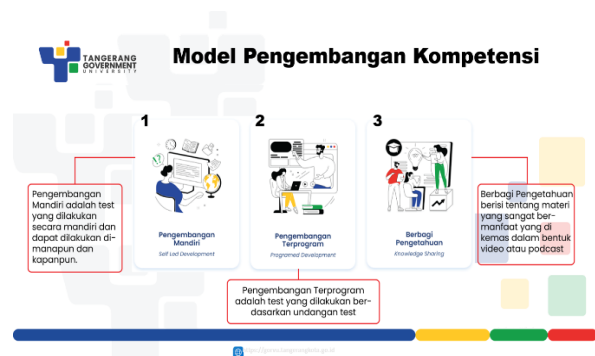 TANGERANG
GOVERNMENT
UNIVERSITY
Model Pengembangan Kompetensi
1
2
3
Pengembangan
Mandiri
Self Led Development
Pengembangan
Terprogram
Programed Development
Berbagi
Pengetahuan
Knowledge Sharing
Pengembangan
Mandiri adalah test
yang dilakukan
secara mandiri dan
dapat dilakukan di-
manapun dan
kapanpun.
Pengembangan Terprogram
adalah test yang dilakukan ber-
dasarkan undangan test
Berbagi Pengetahuan
berisi tentang materi
yang sangat ber-
manfaat yang di
kemas dalam bentuk
video atau podcast